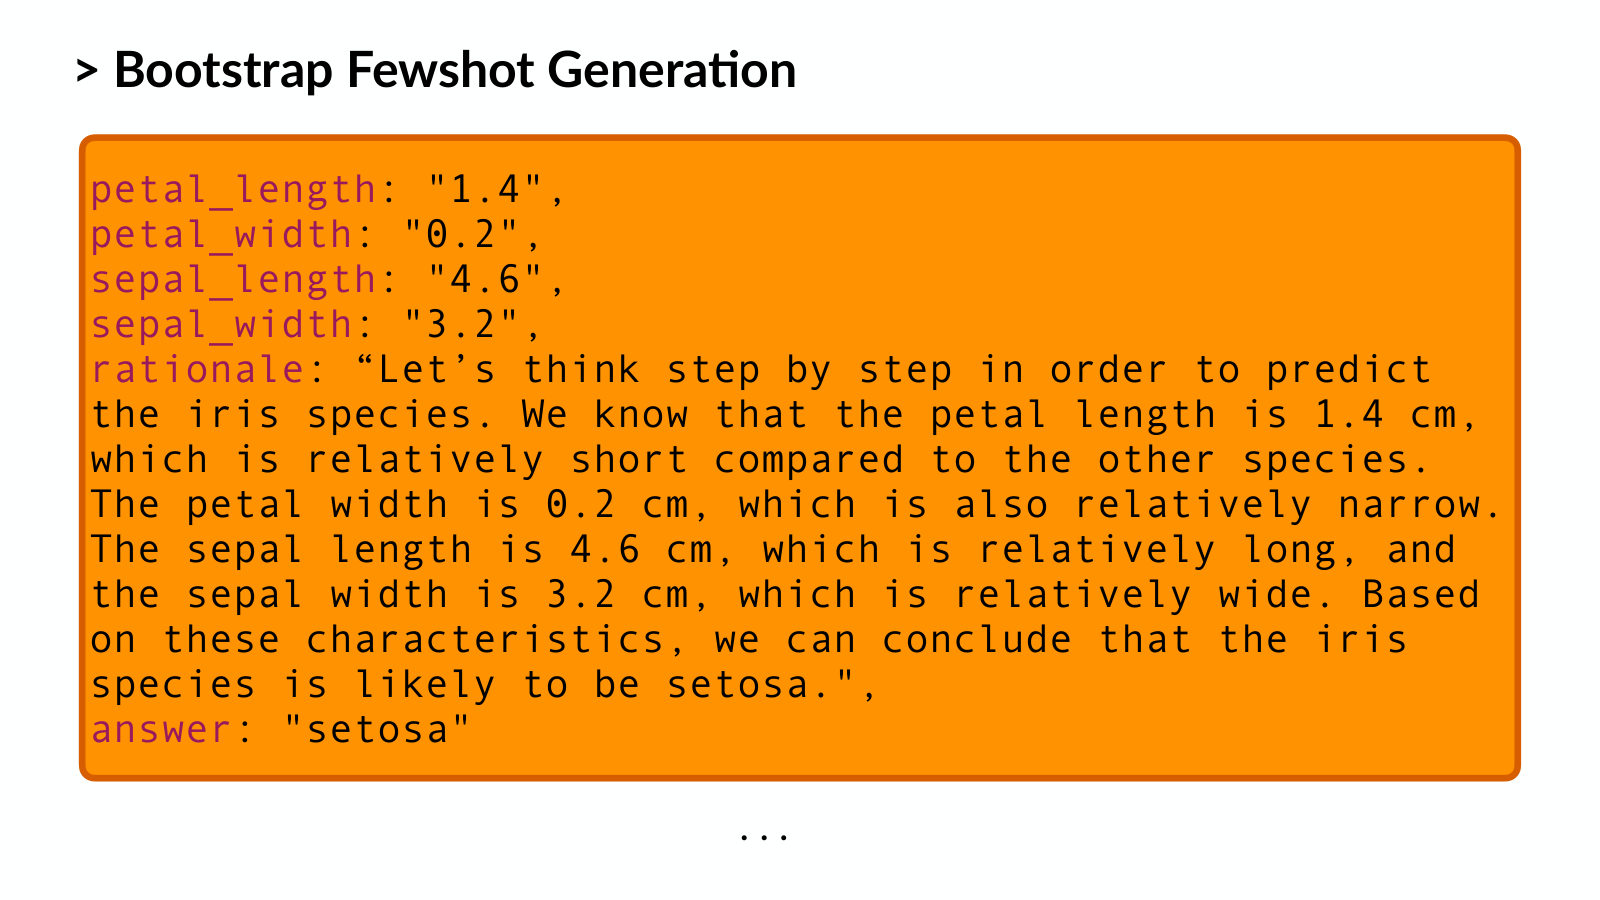 > Bootstrap Fewshot Generation
petal_length: "1.4",
petal_width: "0.2",
sepal_length: "4.6",
sepal_width: "3.2",
rationale: “Let’s think step by step in order to predict
the iris species. We know that the petal length is 1.4 cm,
which is relatively short compared to the other species.
The petal width is 0.2 cm, which is also relatively narrow.
The sepal length is 4.6 cm, which is relatively long, and
the sepal width is 3.2 cm, which is relatively wide. Based
on these characteristics, we can conclude that the iris
species is likely to be setosa.",
answer: "setosa"
...